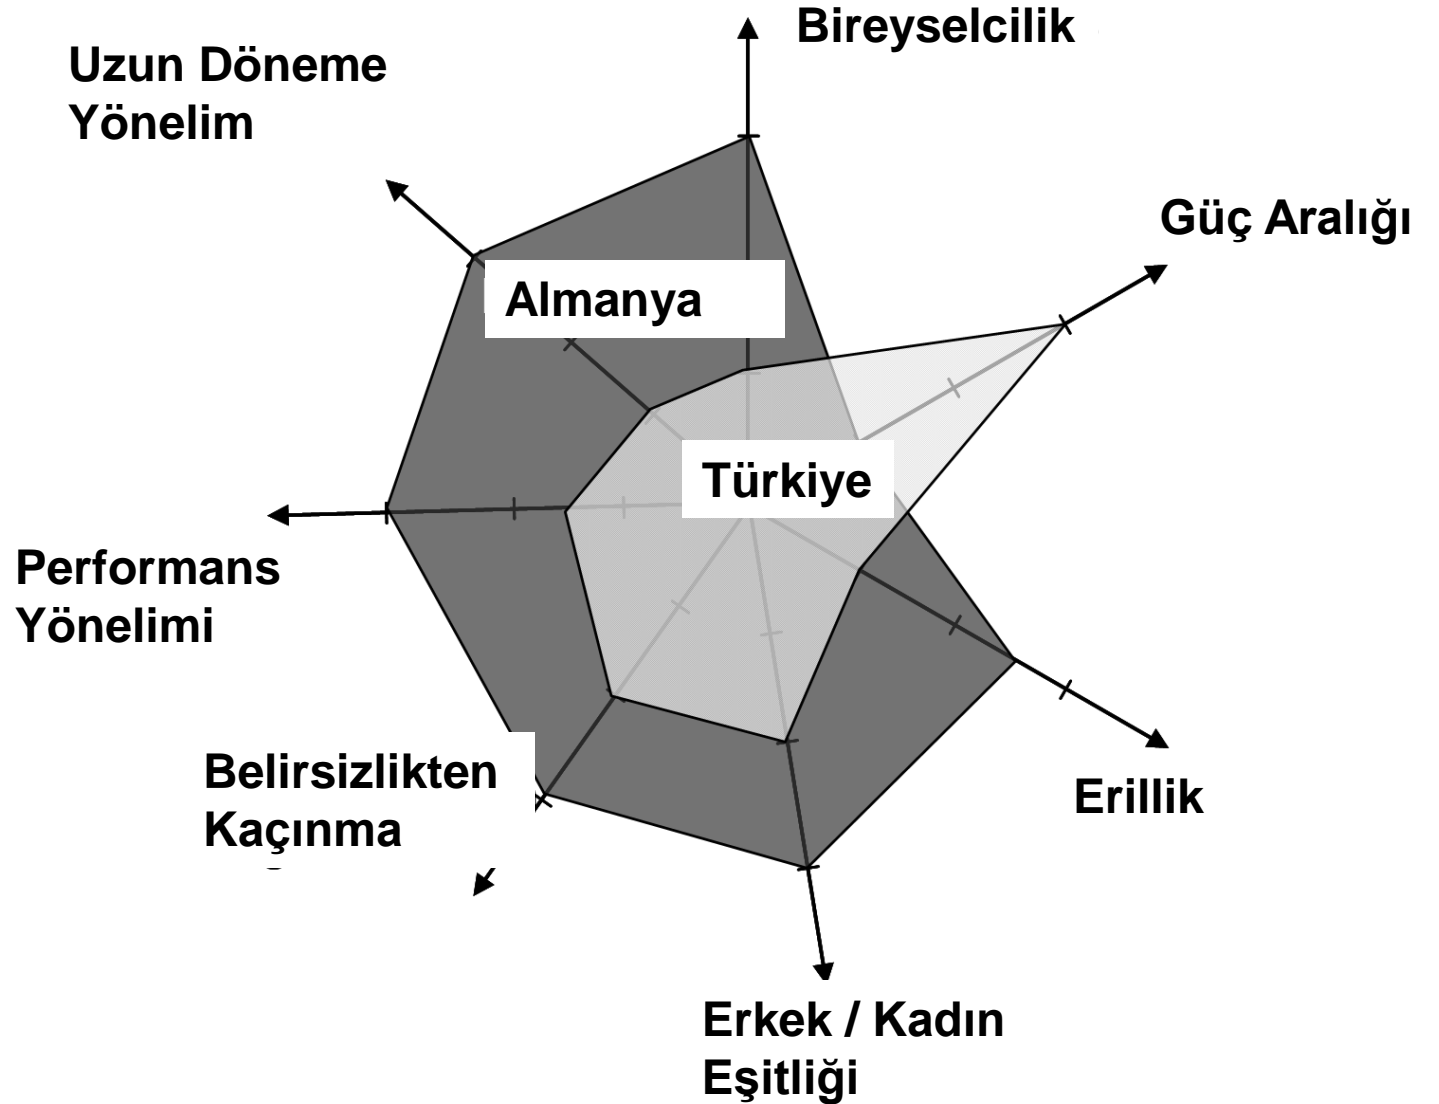 Bireyselcilik
Uzun Döneme
Yönelim
Güç Aralığı
Almanya
Türkiye
Performans
Yönelimi
Belirsizlikten
Kaçınma
Erillik
Erkek / Kadın
Eşitliği